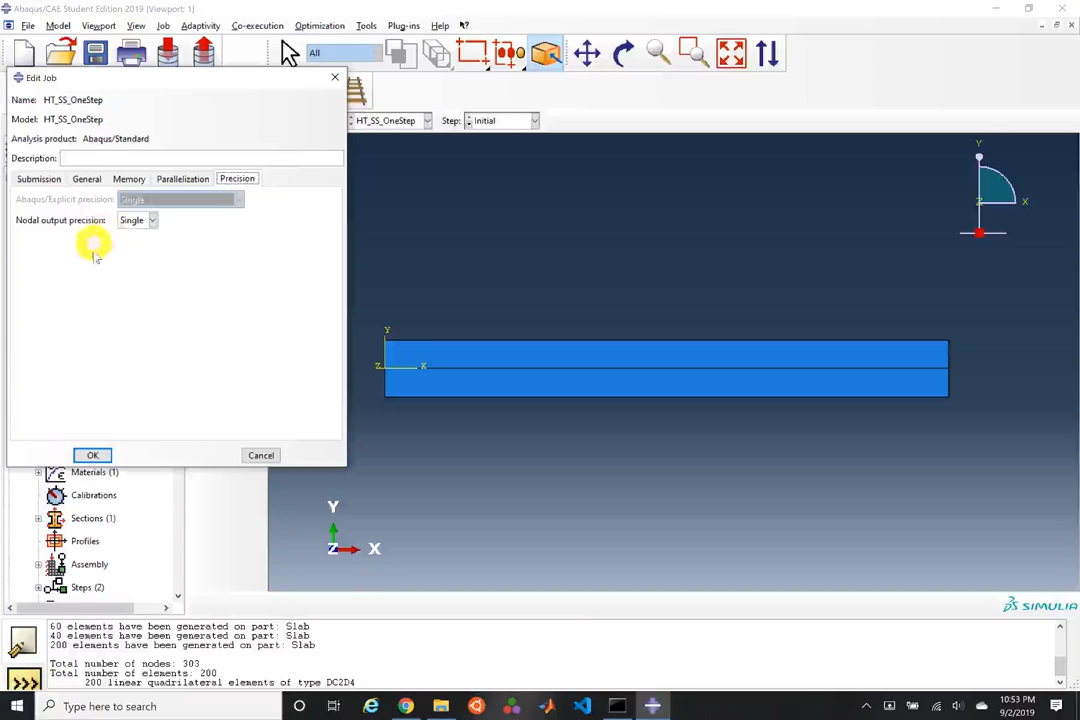 Abaqus/CAE Student Edition 2019 [Viewport: 1]
File Model Viewport View Job Adaptivity Co-execution Optimization Tools Plug-ins Help
All
Edit Job
Name: HT_SS_OneStep
Model: HT_SS_OneStep
Analysis product: Abaqus/Standard
Description:
HT_SS_OneStep Step: Initial
Submission General Memory Parallelization Precision
Abaqus/Explicit precision: Single
Nodal output precision: Single
Y
Z X
Y
Z X
OK Cancel
Materials (1)
Calibrations
Sections (1)
Profiles
Assembly
Steps (2)
Y
Z X
SIMULIA
60 elements have been generated on part: Slab
40 elements have been generated on part: Slab
200 elements have been generated on part: Slab
Total number of nodes: 303
Total number of elements: 200
200 linear quadrilateral elements of type DC2D4
>>>
Type here to search
10:53 PM
9/2/2019